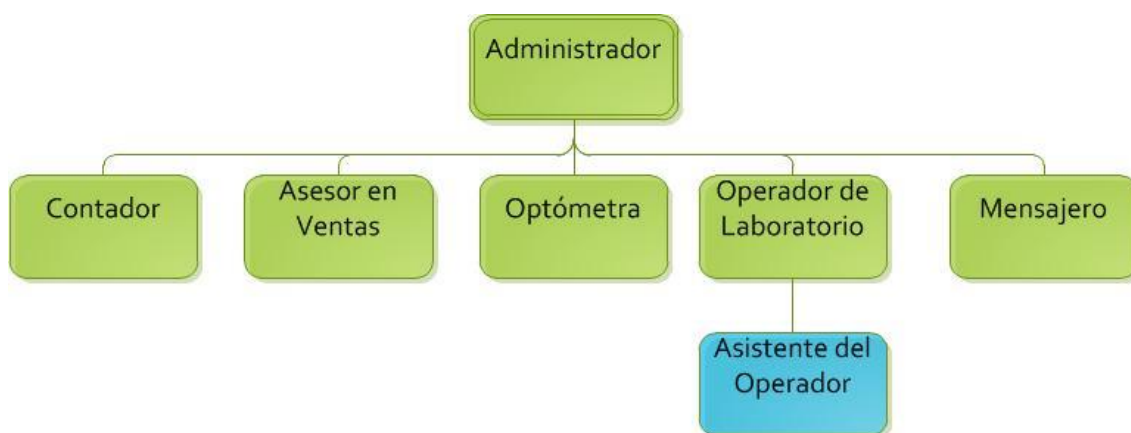 Administrador
Contador
Asesor en
Ventas
Optómetra
Operador de
Laboratorio
Mensajero
Asistente del
Operador